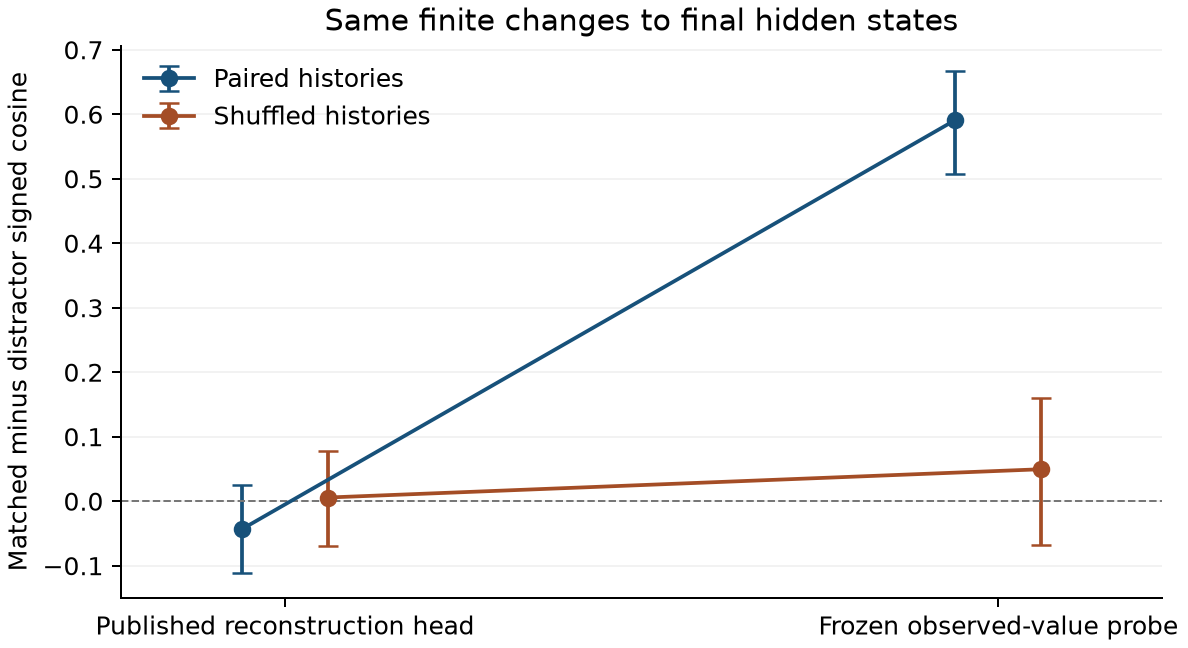 Same finite changes to final hidden states
Matched minus distractor signed cosine
0.7
0.6
0.5
0.4
0.3
0.2
0.1
0.0
−0.1
Paired histories
Shuffled histories
Published reconstruction head
Frozen observed-value probe